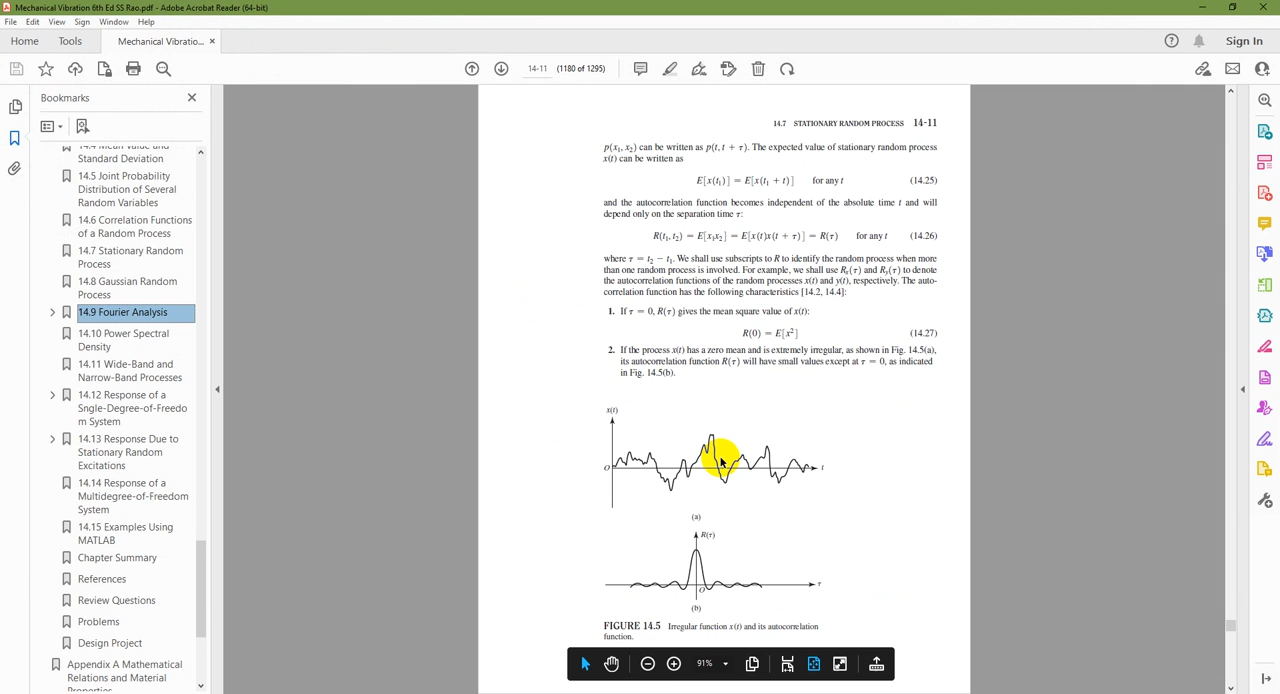 Mechanical Vibration 6th Ed SS Rao.pdf - Adobe Acrobat Reader (64-bit)
File Edit View Sign Window Help
Home Tools Mechanical Vibratio... × Sign In
14-11 (1180 of 1295)
Bookmarks
14.4 Mean Value and
Standard Deviation
14.5 Joint Probability
Distribution of Several
Random Variables
14.6 Correlation Functions
of a Random Process
14.7 Stationary Random
Process
14.8 Gaussian Random
Process
14.9 Fourier Analysis
14.10 Power Spectral
Density
14.11 Wide-Band and
Narrow-Band Processes
14.12 Response of a
Sngle-Degree-of-Freedo
m System
14.13 Response Due to
Stationary Random
Excitations
14.14 Response of a
Multidegree-of-Freedom
System
14.15 Examples Using
MATLAB
Chapter Summary
References
Review Questions
Problems
Design Project
Appendix A Mathematical
Relations and Material
Properties
14.7 STATIONARY RANDOM PROCESS 14-11
p(x₁, x₂) can be written as p(t, t + τ). The expected value of stationary random process
x(t) can be written as
E[x(t₁)] = E[x(t₁ + t)] for any t (14.25)
and the autocorrelation function becomes independent of the absolute time t and will
depend only on the separation time τ:
R(t₁, t₂) = E[x₁x₂] = E[x(t)x(t + τ)] = R(τ) for any t (14.26)
where τ = t₂ − t₁. We shall use subscripts to R to identify the random process when more
than one random process is involved. For example, we shall use Rₓ(τ) and Rᵧ(τ) to denote
the autocorrelation functions of the random processes x(t) and y(t), respectively. The auto-
correlation function has the following characteristics [14.2, 14.4]:
1. If τ = 0, R(τ) gives the mean square value of x(t):
R(0) = E[x²] (14.27)
2. If the process x(t) has a zero mean and is extremely irregular, as shown in Fig. 14.5(a),
its autocorrelation function R(τ) will have small values except at τ = 0, as indicated
in Fig. 14.5(b).
x(t)
O t
(a)
R(τ)
O τ
(b)
FIGURE 14.5 Irregular function x(t) and its autocorrelation
function.
91%